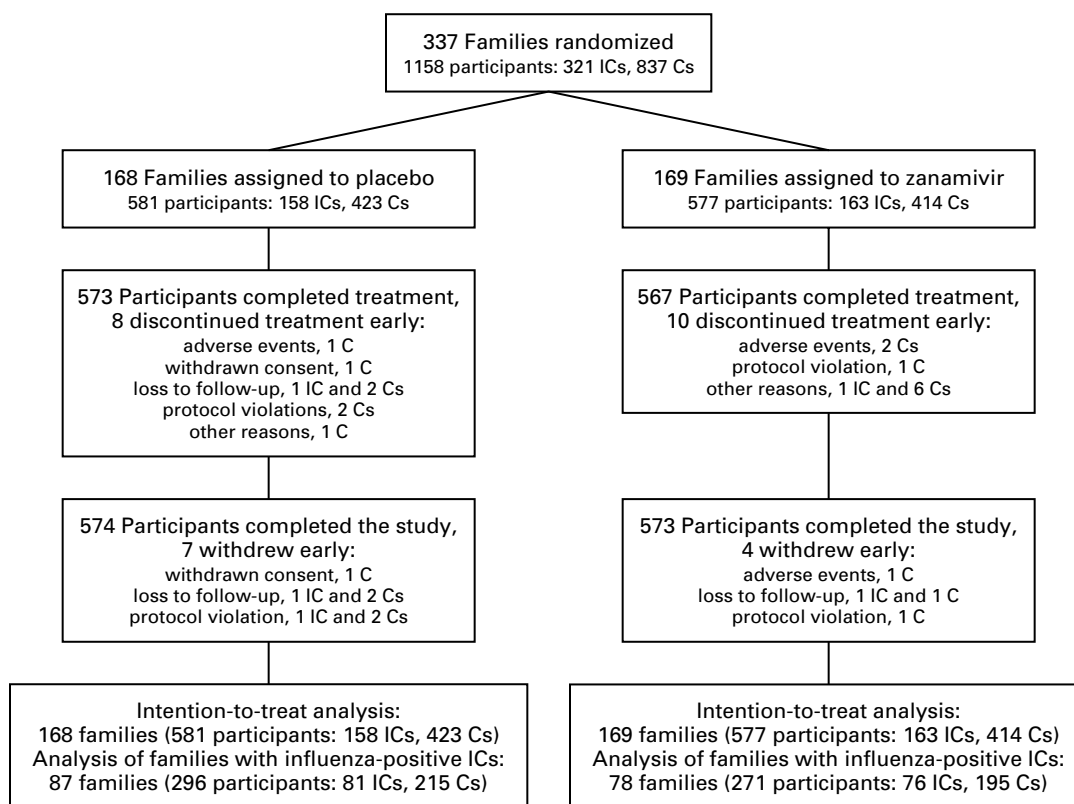 337 Families randomized
1158 participants: 321 ICs, 837 Cs
168 Families assigned to placebo
581 participants: 158 ICs, 423 Cs
169 Families assigned to zanamivir
577 participants: 163 ICs, 414 Cs
573 Participants completed treatment,
8 discontinued treatment early:
adverse events, 1 C
withdrawn consent, 1 C
loss to follow-up, 1 IC and 2 Cs
protocol violations, 2 Cs
other reasons, 1 C
567 Participants completed treatment,
10 discontinued treatment early:
adverse events, 2 Cs
protocol violation, 1 C
other reasons, 1 IC and 6 Cs
574 Participants completed the study,
7 withdrew early:
withdrawn consent, 1 C
loss to follow-up, 1 IC and 2 Cs
protocol violation, 1 IC and 2 Cs
573 Participants completed the study,
4 withdrew early:
adverse events, 1 C
loss to follow-up, 1 IC and 1 C
protocol violation, 1 C
Intention-to-treat analysis:
168 families (581 participants: 158 ICs, 423 Cs)
Analysis of families with influenza-positive ICs:
87 families (296 participants: 81 ICs, 215 Cs)
Intention-to-treat analysis:
169 families (577 participants: 163 ICs, 414 Cs)
Analysis of families with influenza-positive ICs:
78 families (271 participants: 76 ICs, 195 Cs)